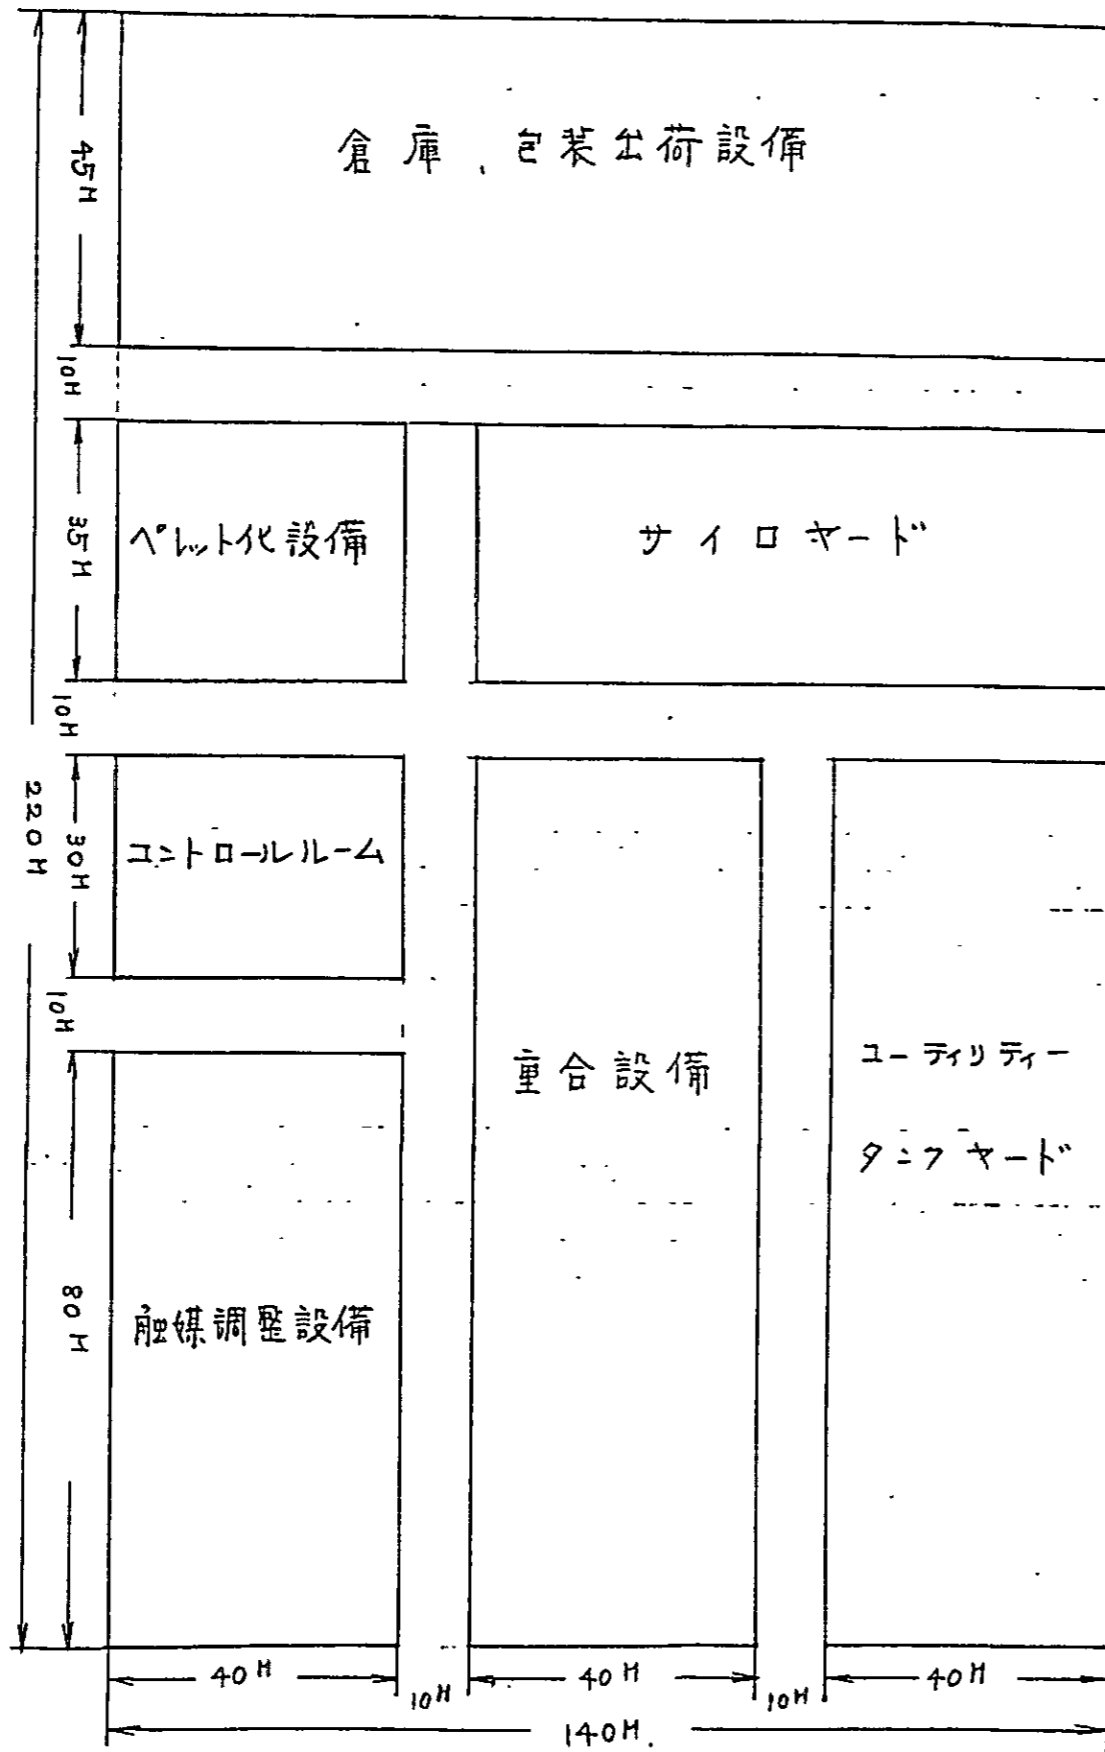 倉庫、包装出荷設備
45M
10M
ペレット化設備
サイロヤード
35M
10M
コントロールルーム
30M
220M
10M
重合設備
ユーティリティー
タンクヤード
触媒調整設備
80M
40M
10M
40M
10M
40M
140M.